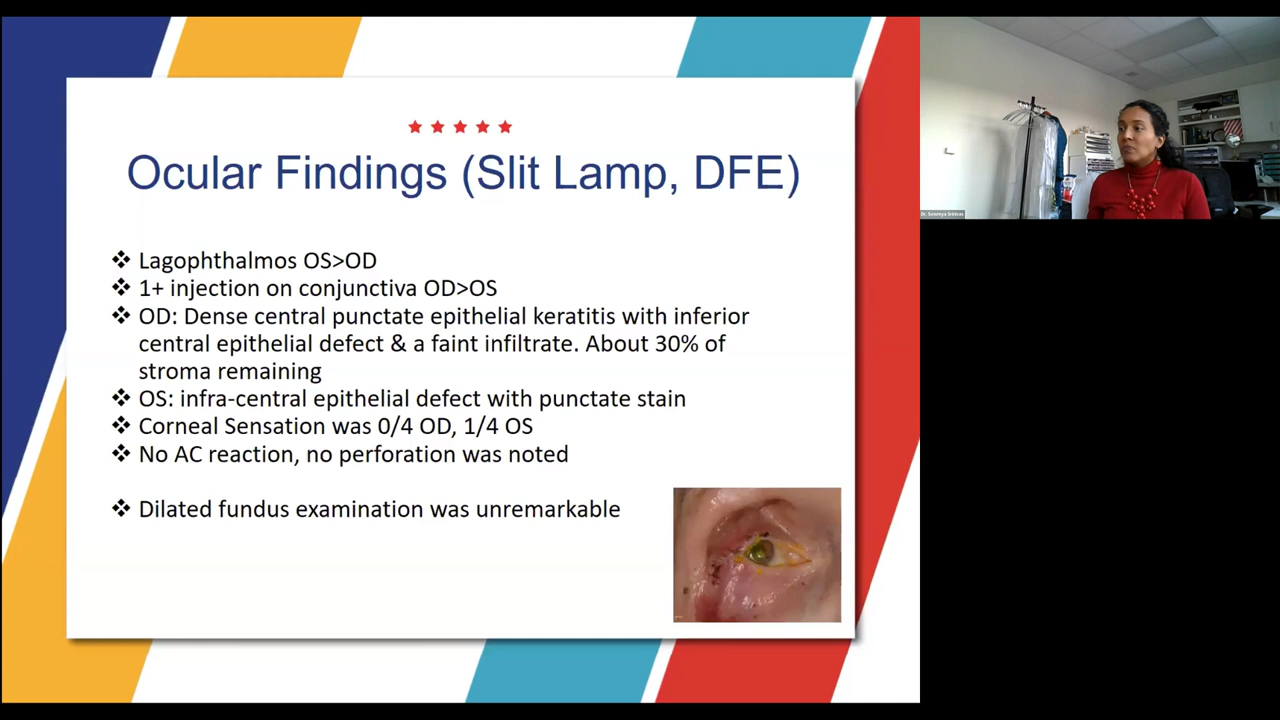 Ocular Findings (Slit Lamp, DFE)
❖ Lagophthalmos OS>OD
❖ 1+ injection on conjunctiva OD>OS
❖ OD: Dense central punctate epithelial keratitis with inferior
central epithelial defect & a faint infiltrate. About 30% of
stroma remaining
❖ OS: infra-central epithelial defect with punctate stain
❖ Corneal Sensation was 0/4 OD, 1/4 OS
❖ No AC reaction, no perforation was noted
❖ Dilated fundus examination was unremarkable
Dr. Sowmya Srinivas